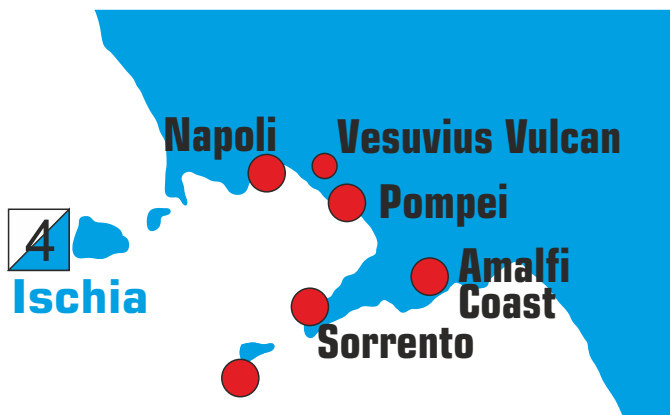 Napoli
Vesuvius Vulcan
Pompei
4
Ischia
Amalfi
Coast
Sorrento